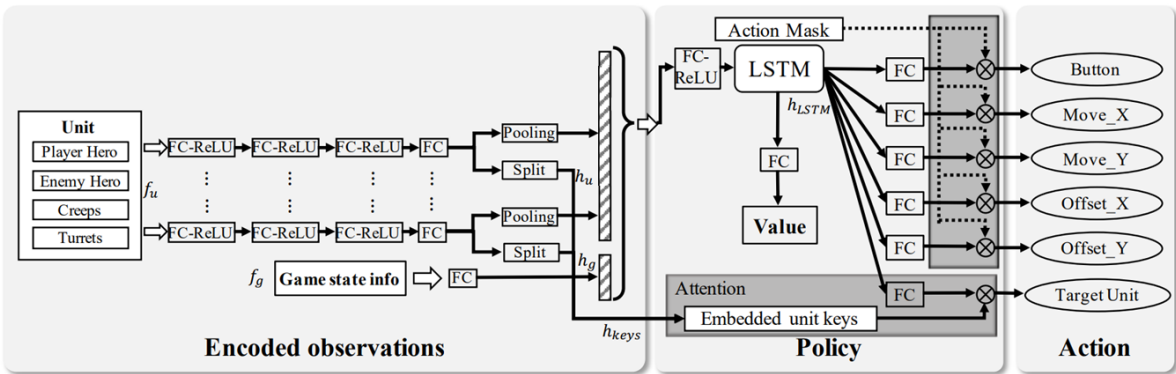 Unit
Player Hero
Enemy Hero
Creeps
Turrets
f_u
FC-ReLU FC-ReLU FC-ReLU FC
Pooling
Split
⋮ ⋮ ⋮ ⋮
FC-ReLU FC-ReLU FC-ReLU FC
Pooling
Split
h_u
h_g
f_g
Game state info
FC
h_keys
Encoded observations
Action Mask
FC-
ReLU
LSTM
h_LSTM
FC
Value
FC
FC
FC
FC
FC
Attention
FC
Embedded unit keys
Policy
Button
Move_X
Move_Y
Offset_X
Offset_Y
Target Unit
Action